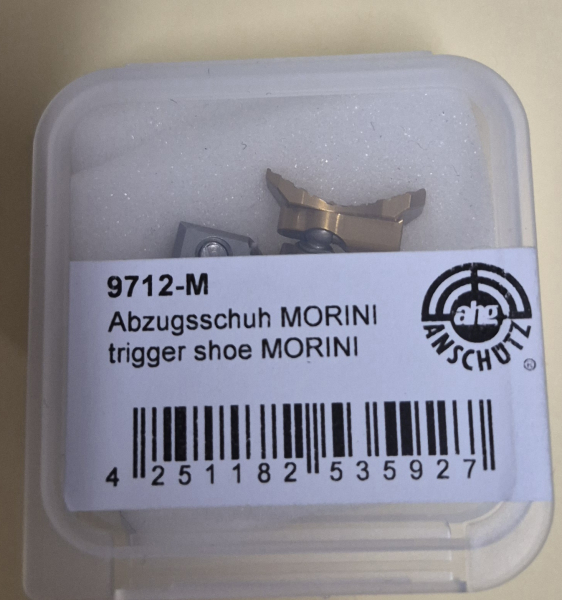 9712-M
Abzugsschuh MORINI
trigger shoe MORINI
ahg
ANSCHÜTZ
®
4 251182 535927